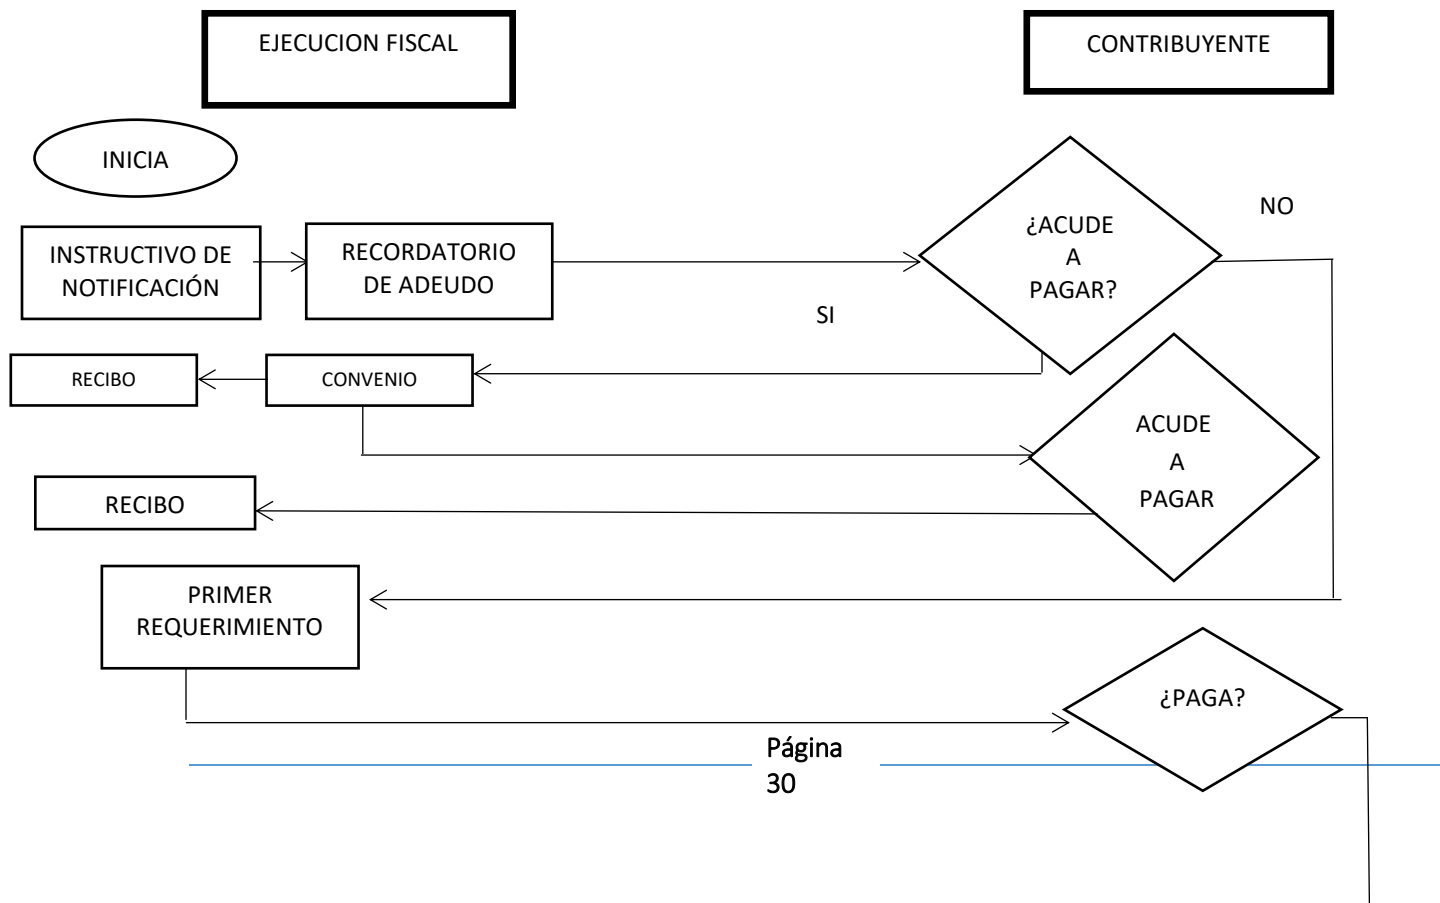 EJECUCION FISCAL
CONTRIBUYENTE
INICIA
INSTRUCTIVO DE
NOTIFICACIÓN
RECORDATORIO
DE ADEUDO
¿ACUDE
A
PAGAR?
NO
SI
RECIBO
CONVENIO
ACUDE
A
PAGAR
RECIBO
PRIMER
REQUERIMIENTO
¿PAGA?
Página
30